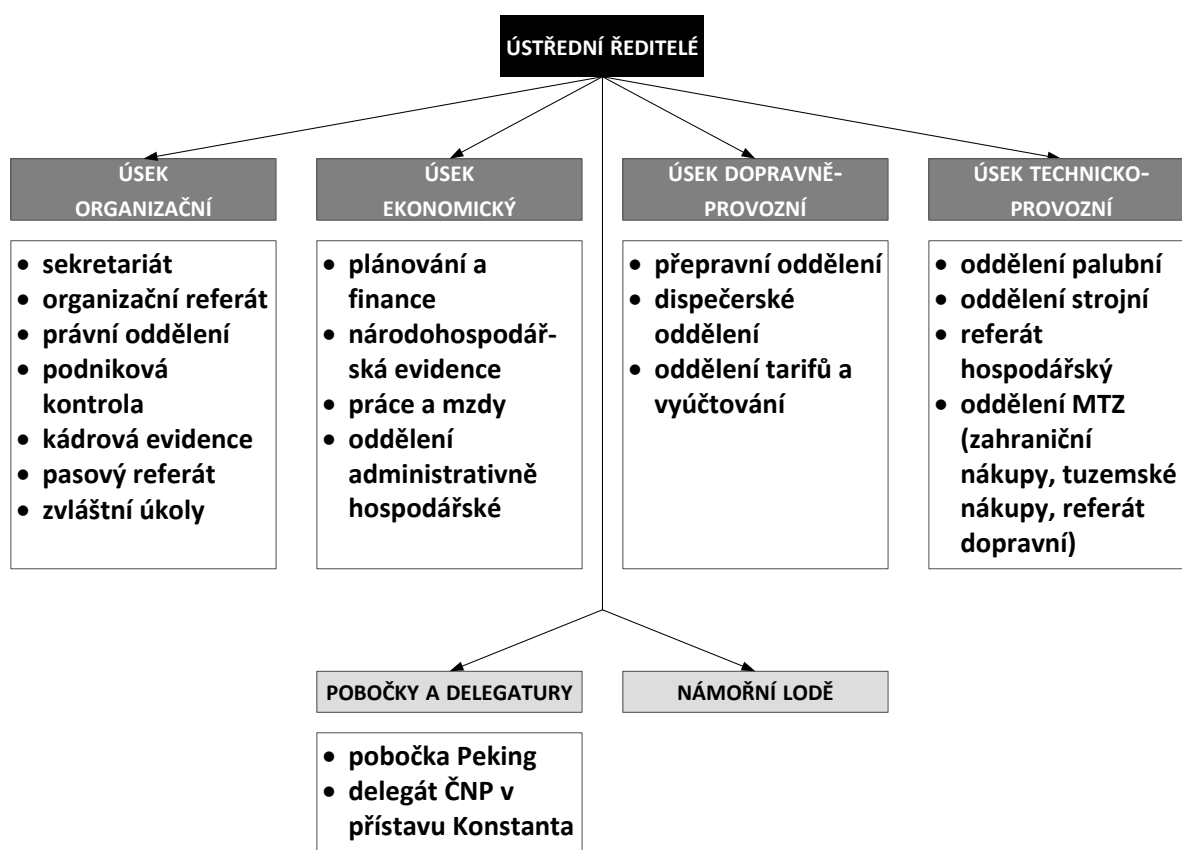 ÚSTŘEDNÍ ŘEDITELÉ
ÚSEK
ORGANIZAČNÍ
• sekretariát
• organizační referát
• právní oddělení
• podniková
kontrola
• kádrová evidence
• pasový referát
• zvláštní úkoly
ÚSEK
EKONOMICKÝ
• plánování a
finance
• národohospodář-
ská evidence
• práce a mzdy
• oddělení
administrativně
hospodářské
ÚSEK DOPRAVNĚ-
PROVOZNÍ
• přepravní oddělení
• dispečerské
oddělení
• oddělení tarifů a
vyúčtování
ÚSEK TECHNICKO-
PROVOZNÍ
• oddělení palubní
• oddělení strojní
• referát
hospodářský
• oddělení MTZ
(zahraniční
nákupy, tuzemské
nákupy, referát
dopravní)
POBOČKY A DELEGATURY
• pobočka Peking
• delegát ČNP v
přístavu Konstanta
NÁMOŘNÍ LODĚ